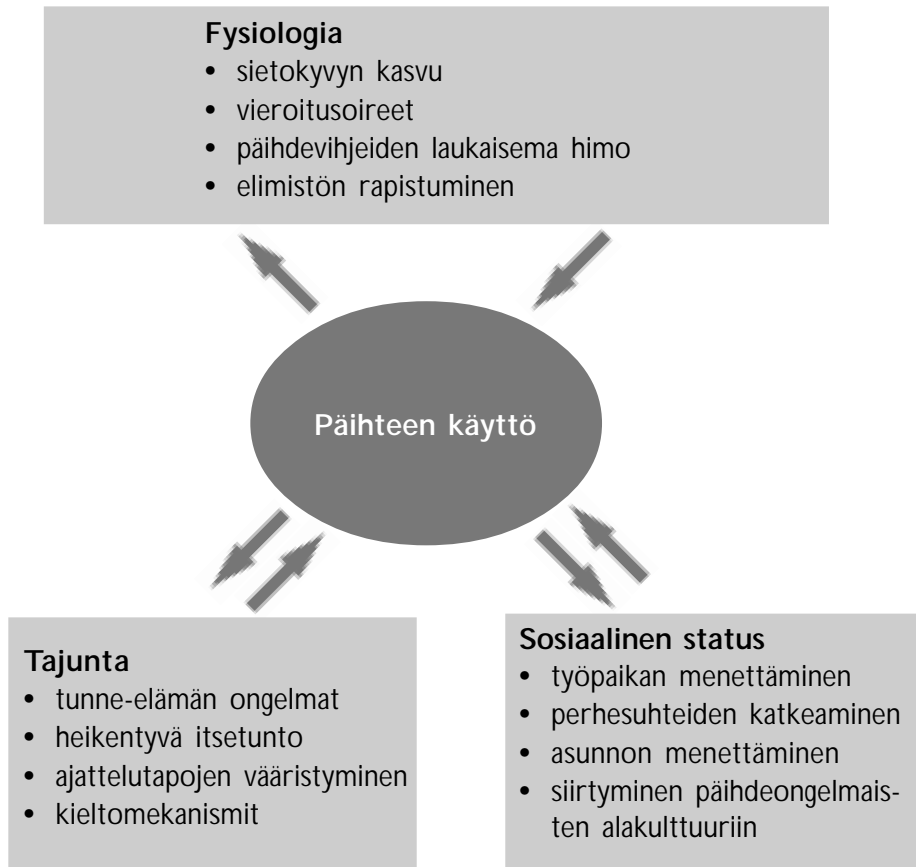 Fysiologia
• sietokyvyn kasvu
• vieroitusoireet
• päihdevihjeiden laukaisema himo
• elimistön rapistuminen
Päihteen käyttö
Tajunta
• tunne-elämän ongelmat
• heikentyvä itsetunto
• ajattelutapojen vääristyminen
• kieltomekanismit
Sosiaalinen status
• työpaikan menettäminen
• perhesuhteiden katkeaminen
• asunnon menettäminen
• siirtyminen päihdeongelmais-
ten alakulttuuriin